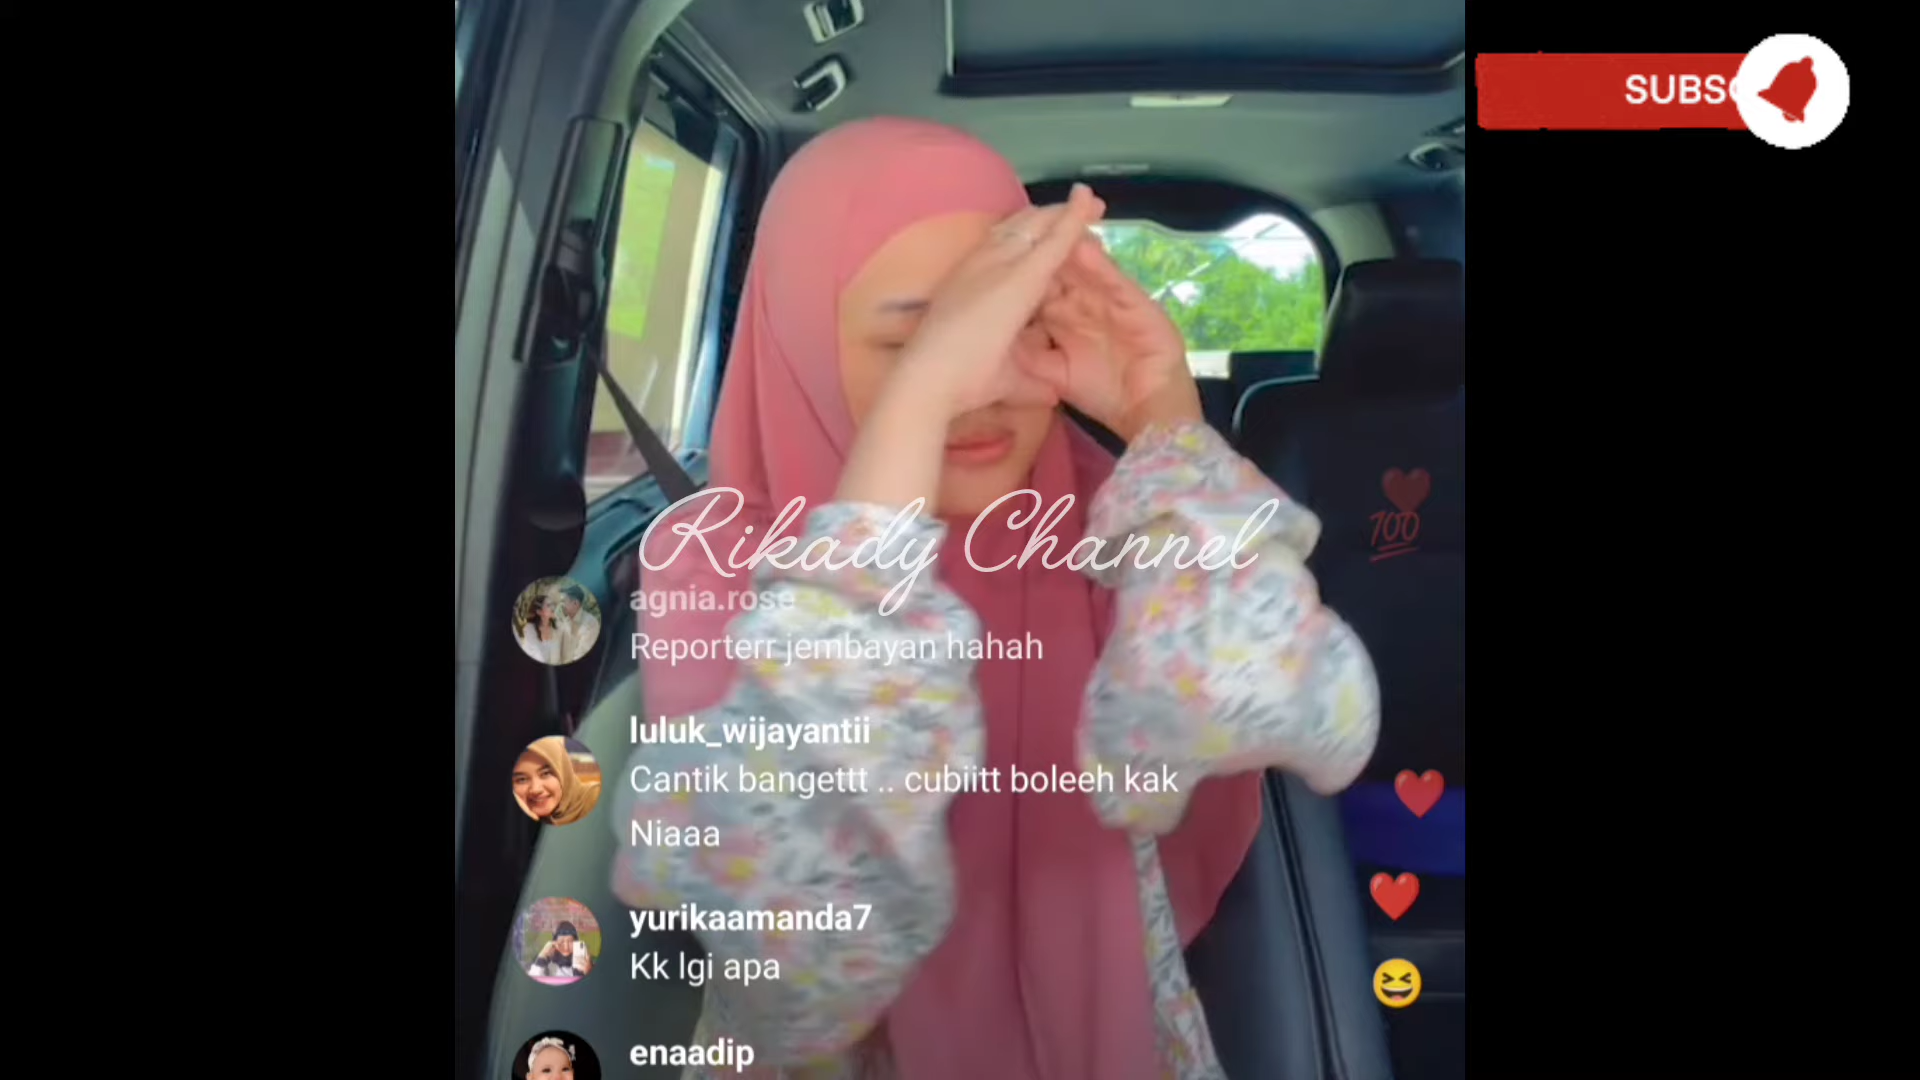 SUBSC
Rikady Channel
agnia.rose
Reporterr jembayan hahah
luluk_wijayantii
Cantik bangettt .. cubiitt boleeh kak
Niaaa
yurikaamanda7
Kk lgi apa
enaadip
💯